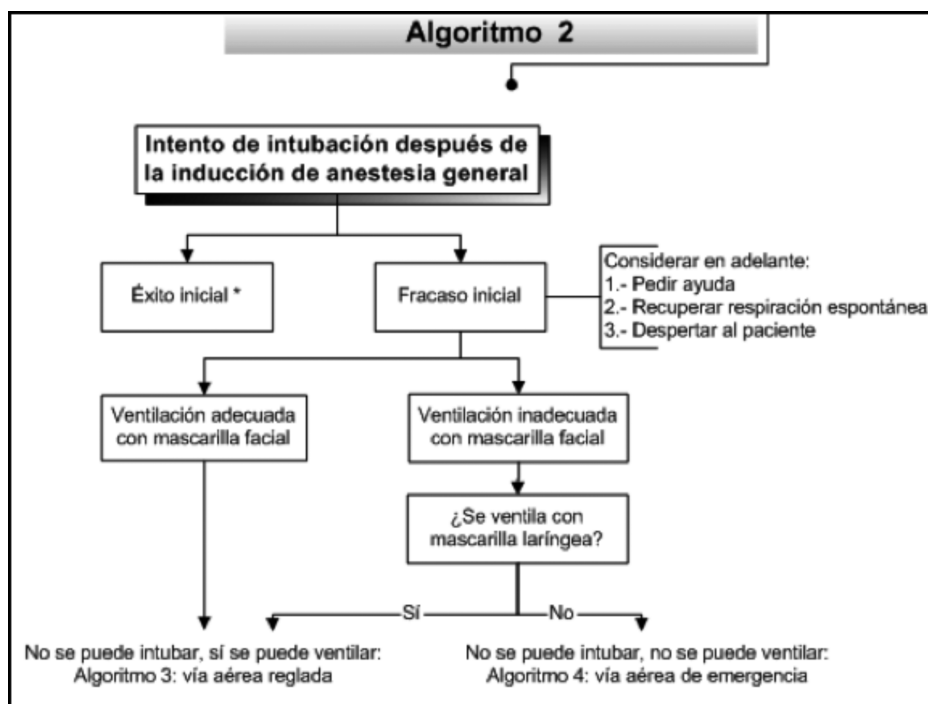 Algoritmo 2
Intento de intubación después de
la inducción de anestesia general
Éxito inicial *
Fracaso inicial
Considerar en adelante:
1.- Pedir ayuda
2.- Recuperar respiración espontánea
3.- Despertar al paciente
Ventilación adecuada
con mascarilla facial
Ventilación inadecuada
con mascarilla facial
¿Se ventila con
mascarilla laríngea?
Sí
No
No se puede intubar, sí se puede ventilar:
Algoritmo 3: vía aérea reglada
No se puede intubar, no se puede ventilar:
Algoritmo 4: vía aérea de emergencia